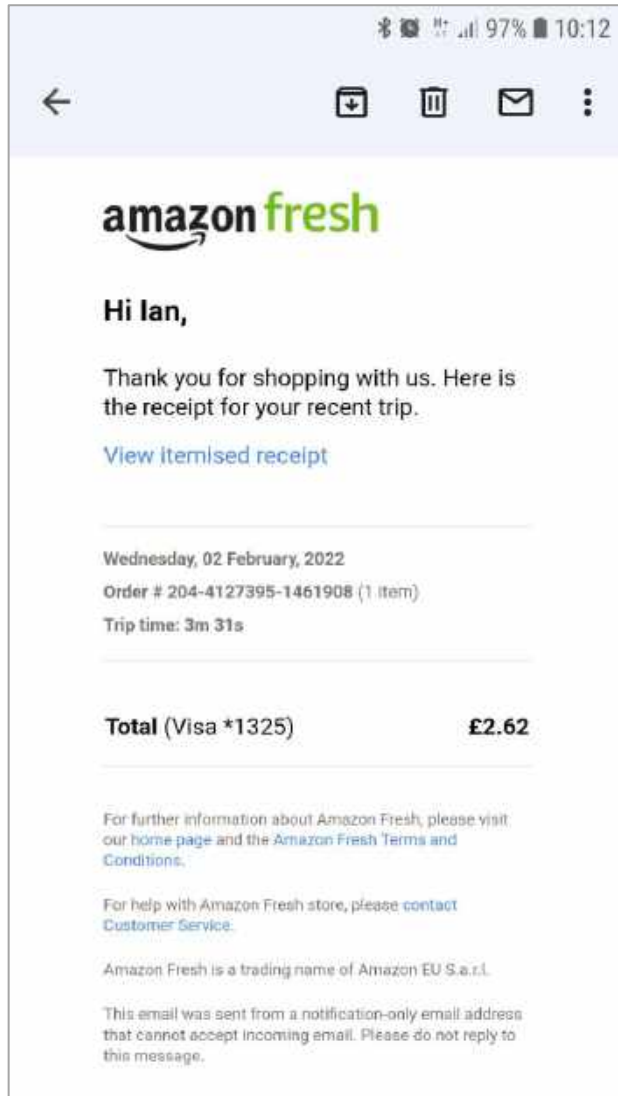 97% 10:12
amazon fresh
Hi Ian,
Thank you for shopping with us. Here is
the receipt for your recent trip.
View itemised receipt
Wednesday, 02 February, 2022
Order # 204-4127395-1461908 (1 item)
Trip time: 3m 31s
Total (Visa *1325) £2.62
For further information about Amazon Fresh, please visit
our home page and the Amazon Fresh Terms and
Conditions.
For help with Amazon Fresh store, please contact
Customer Service.
Amazon Fresh is a trading name of Amazon EU S.a.r.l.
This email was sent from a notification-only email address
that cannot accept incoming email. Please do not reply to
this message.